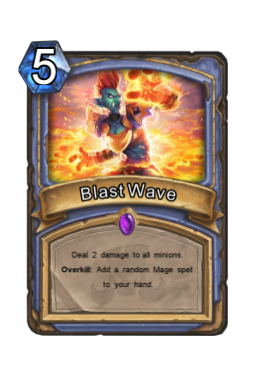 5
Blast Wave
Deal 2 damage to all minions.
Overkill: Add a random Mage spell
to your hand.